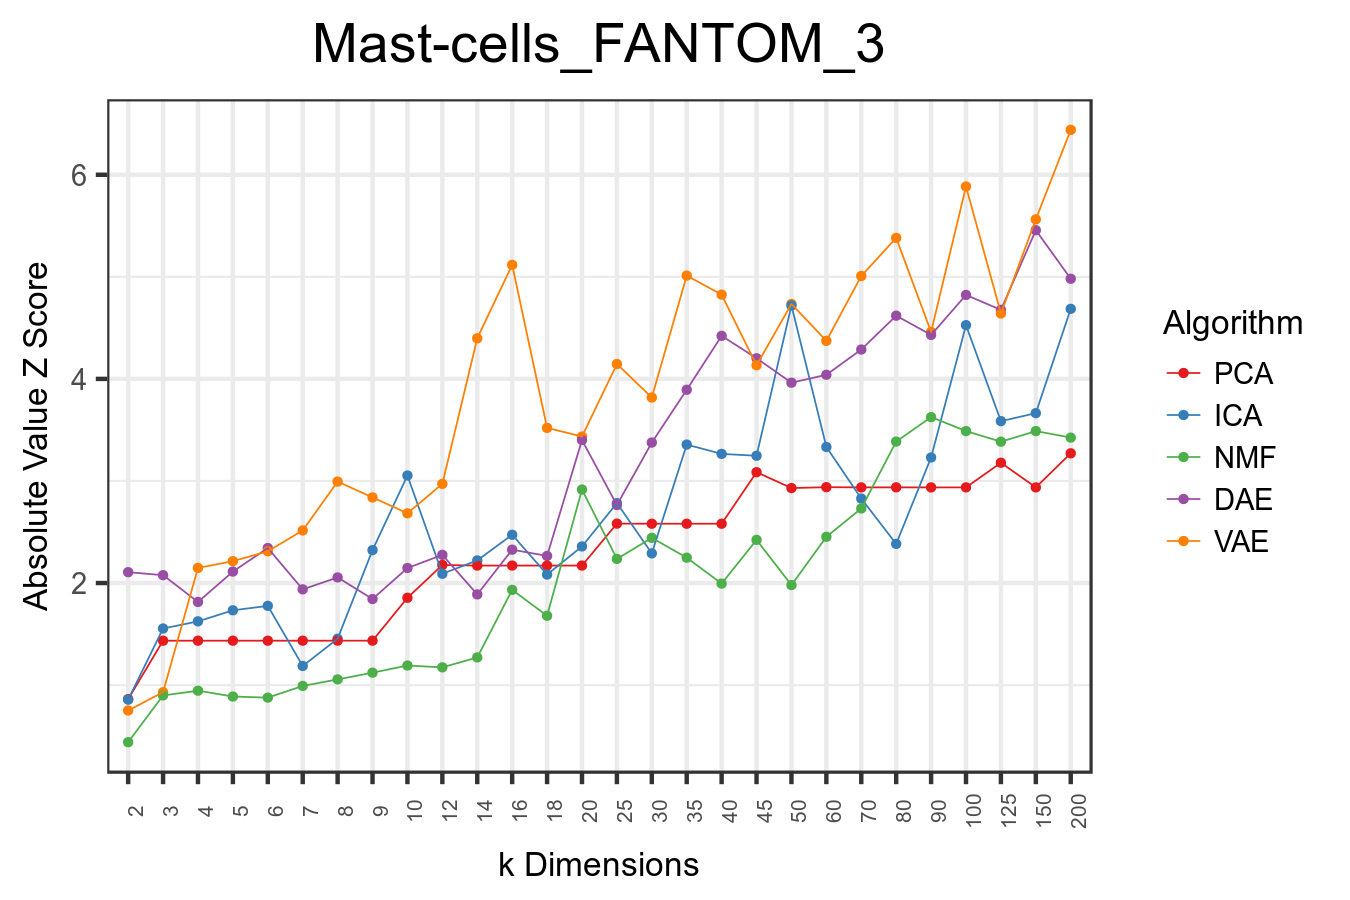 Mast-cells_FANTOM_3
Absolute Value Z Score
6
4
2
2 3 4 5 6 7 8 9 10 12 14 16 18 20 25 30 35 40 45 50 60 70 80 90 100 125 150 200
k Dimensions
Algorithm
PCA
ICA
NMF
DAE
VAE